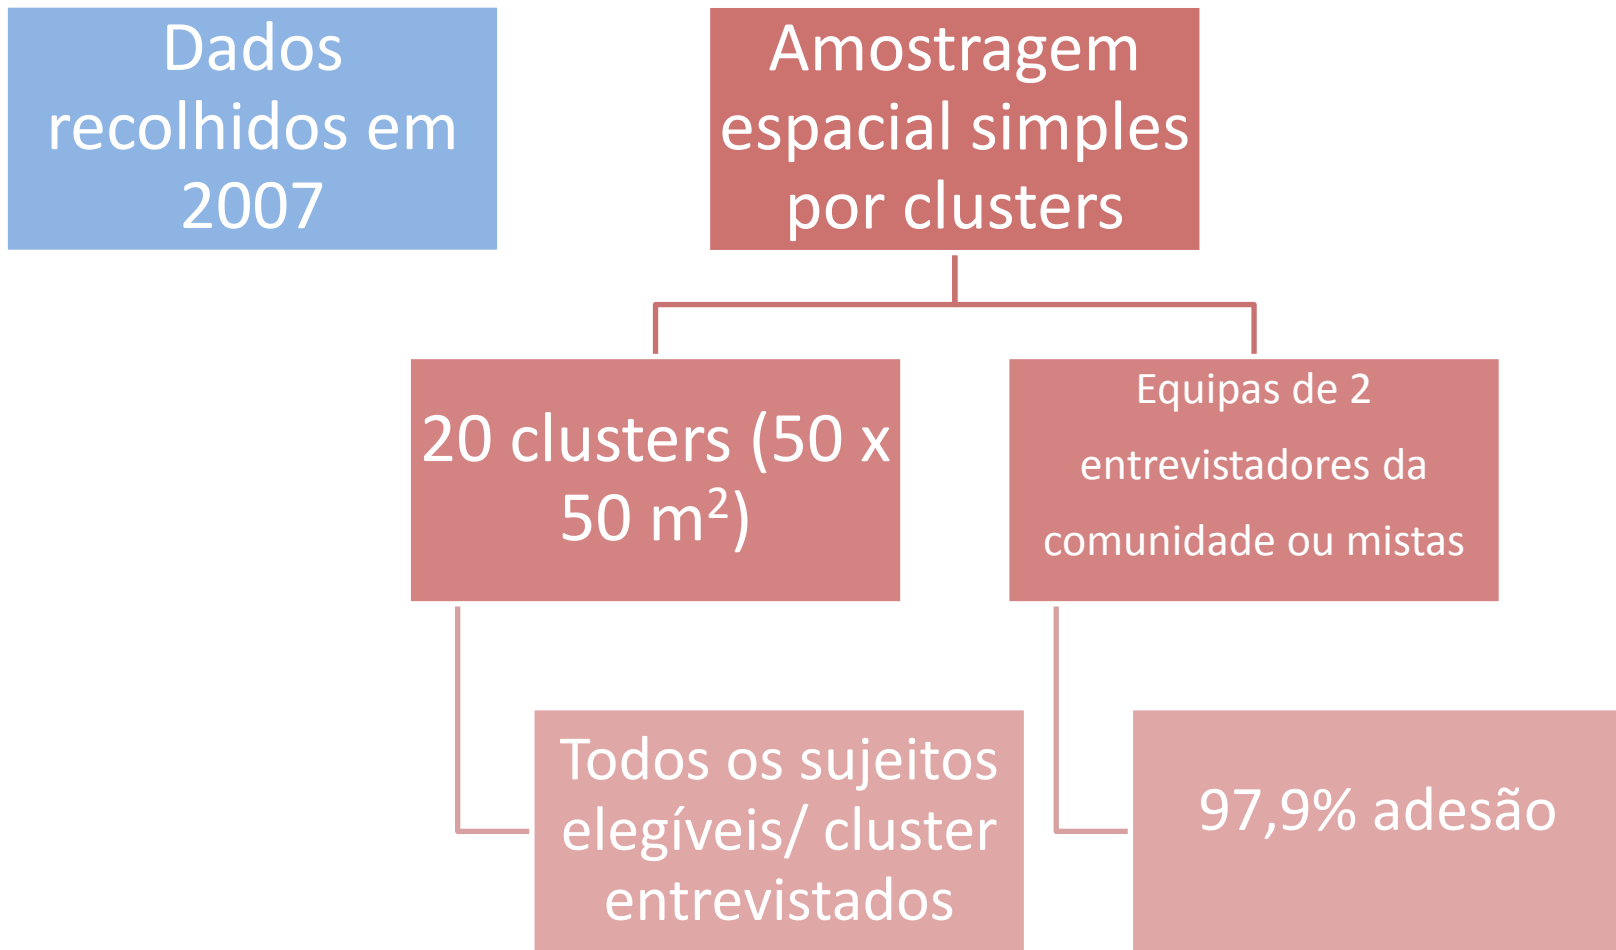 Dados
recolhidos em
2007
Amostragem
espacial simples
por clusters
20 clusters (50 x
50 m²)
Equipas de 2
entrevistadores da
comunidade ou mistas
Todos os sujeitos
elegíveis/ cluster
entrevistados
97,9% adesão